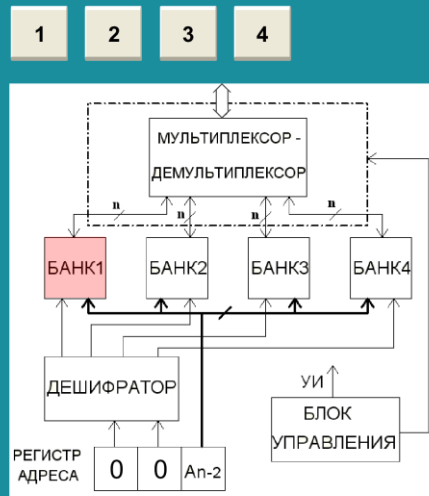 1 2 3 4
МУЛЬТИПЛЕКСОР -
ДЕМУЛЬТИПЛЕКСОР
n n n n
БАНК1 БАНК2 БАНК3 БАНК4
ДЕШИФРАТОР
УИ
БЛОК
УПРАВЛЕНИЯ
РЕГИСТР
АДРЕСА
0 0 An-2